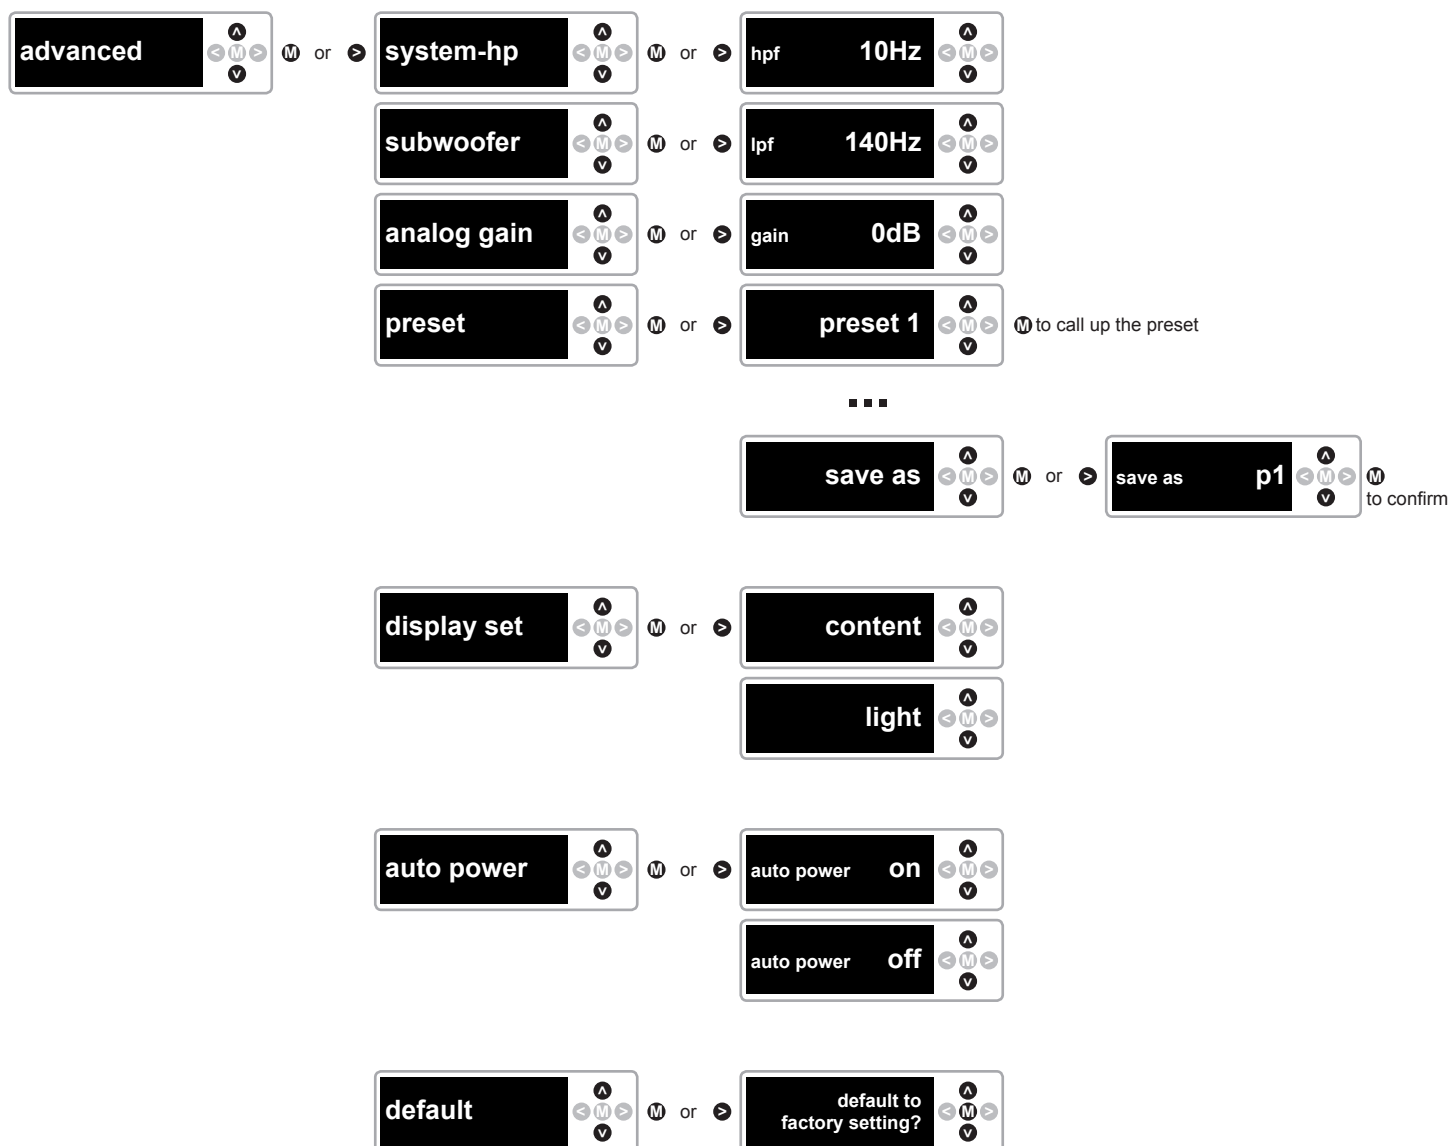 advanced < M > M or > system-hp < M > M or > hpf 10Hz < M >
subwoofer < M > M or > lpf 140Hz < M >
analog gain < M > M or > gain 0dB < M >
preset < M > M or > preset 1 < M > M to call up the preset
...
save as < M > M or > save as p1 < M > M
to confirm
display set < M > M or > content < M >
light < M >
auto power < M > M or > auto power on < M >
auto power off < M >
default < M > M or > default to
factory setting? < M >